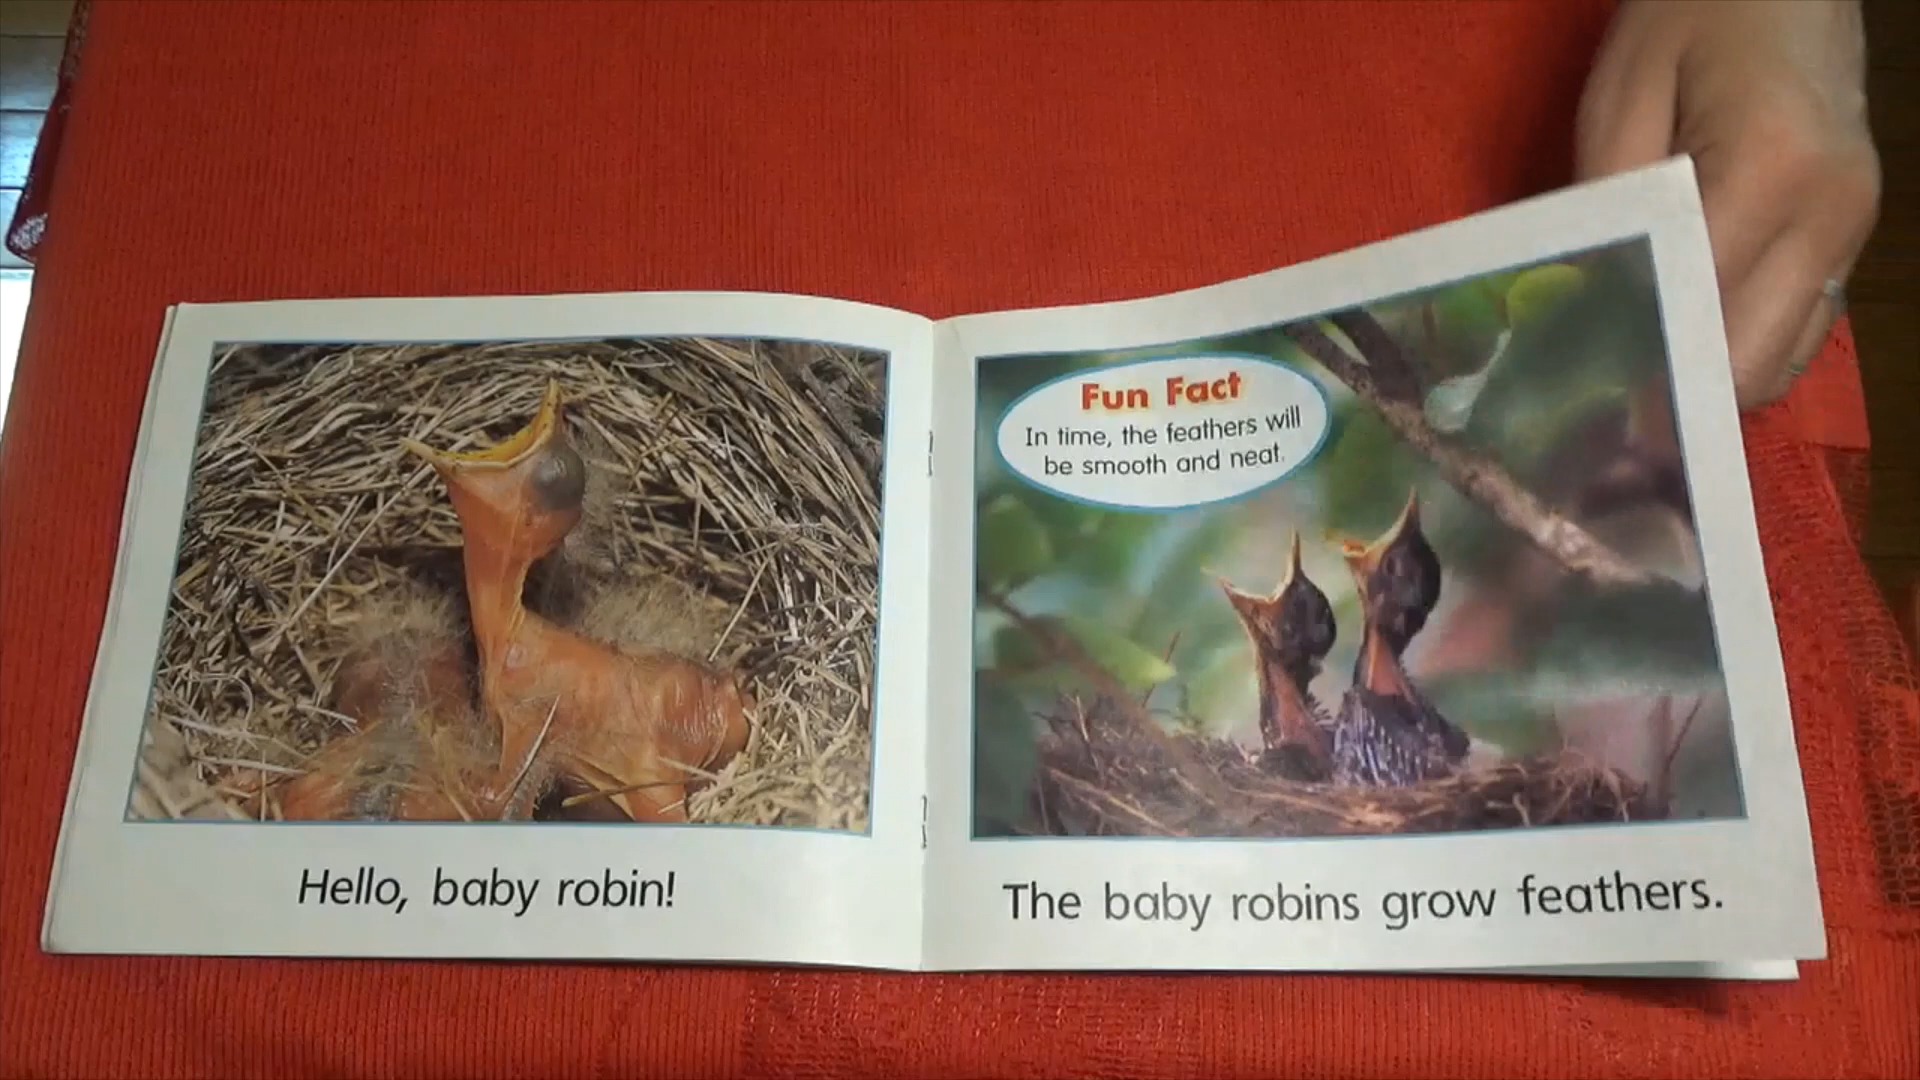 Hello, baby robin!
Fun Fact
In time, the feathers will
be smooth and neat.
The baby robins grow feathers.